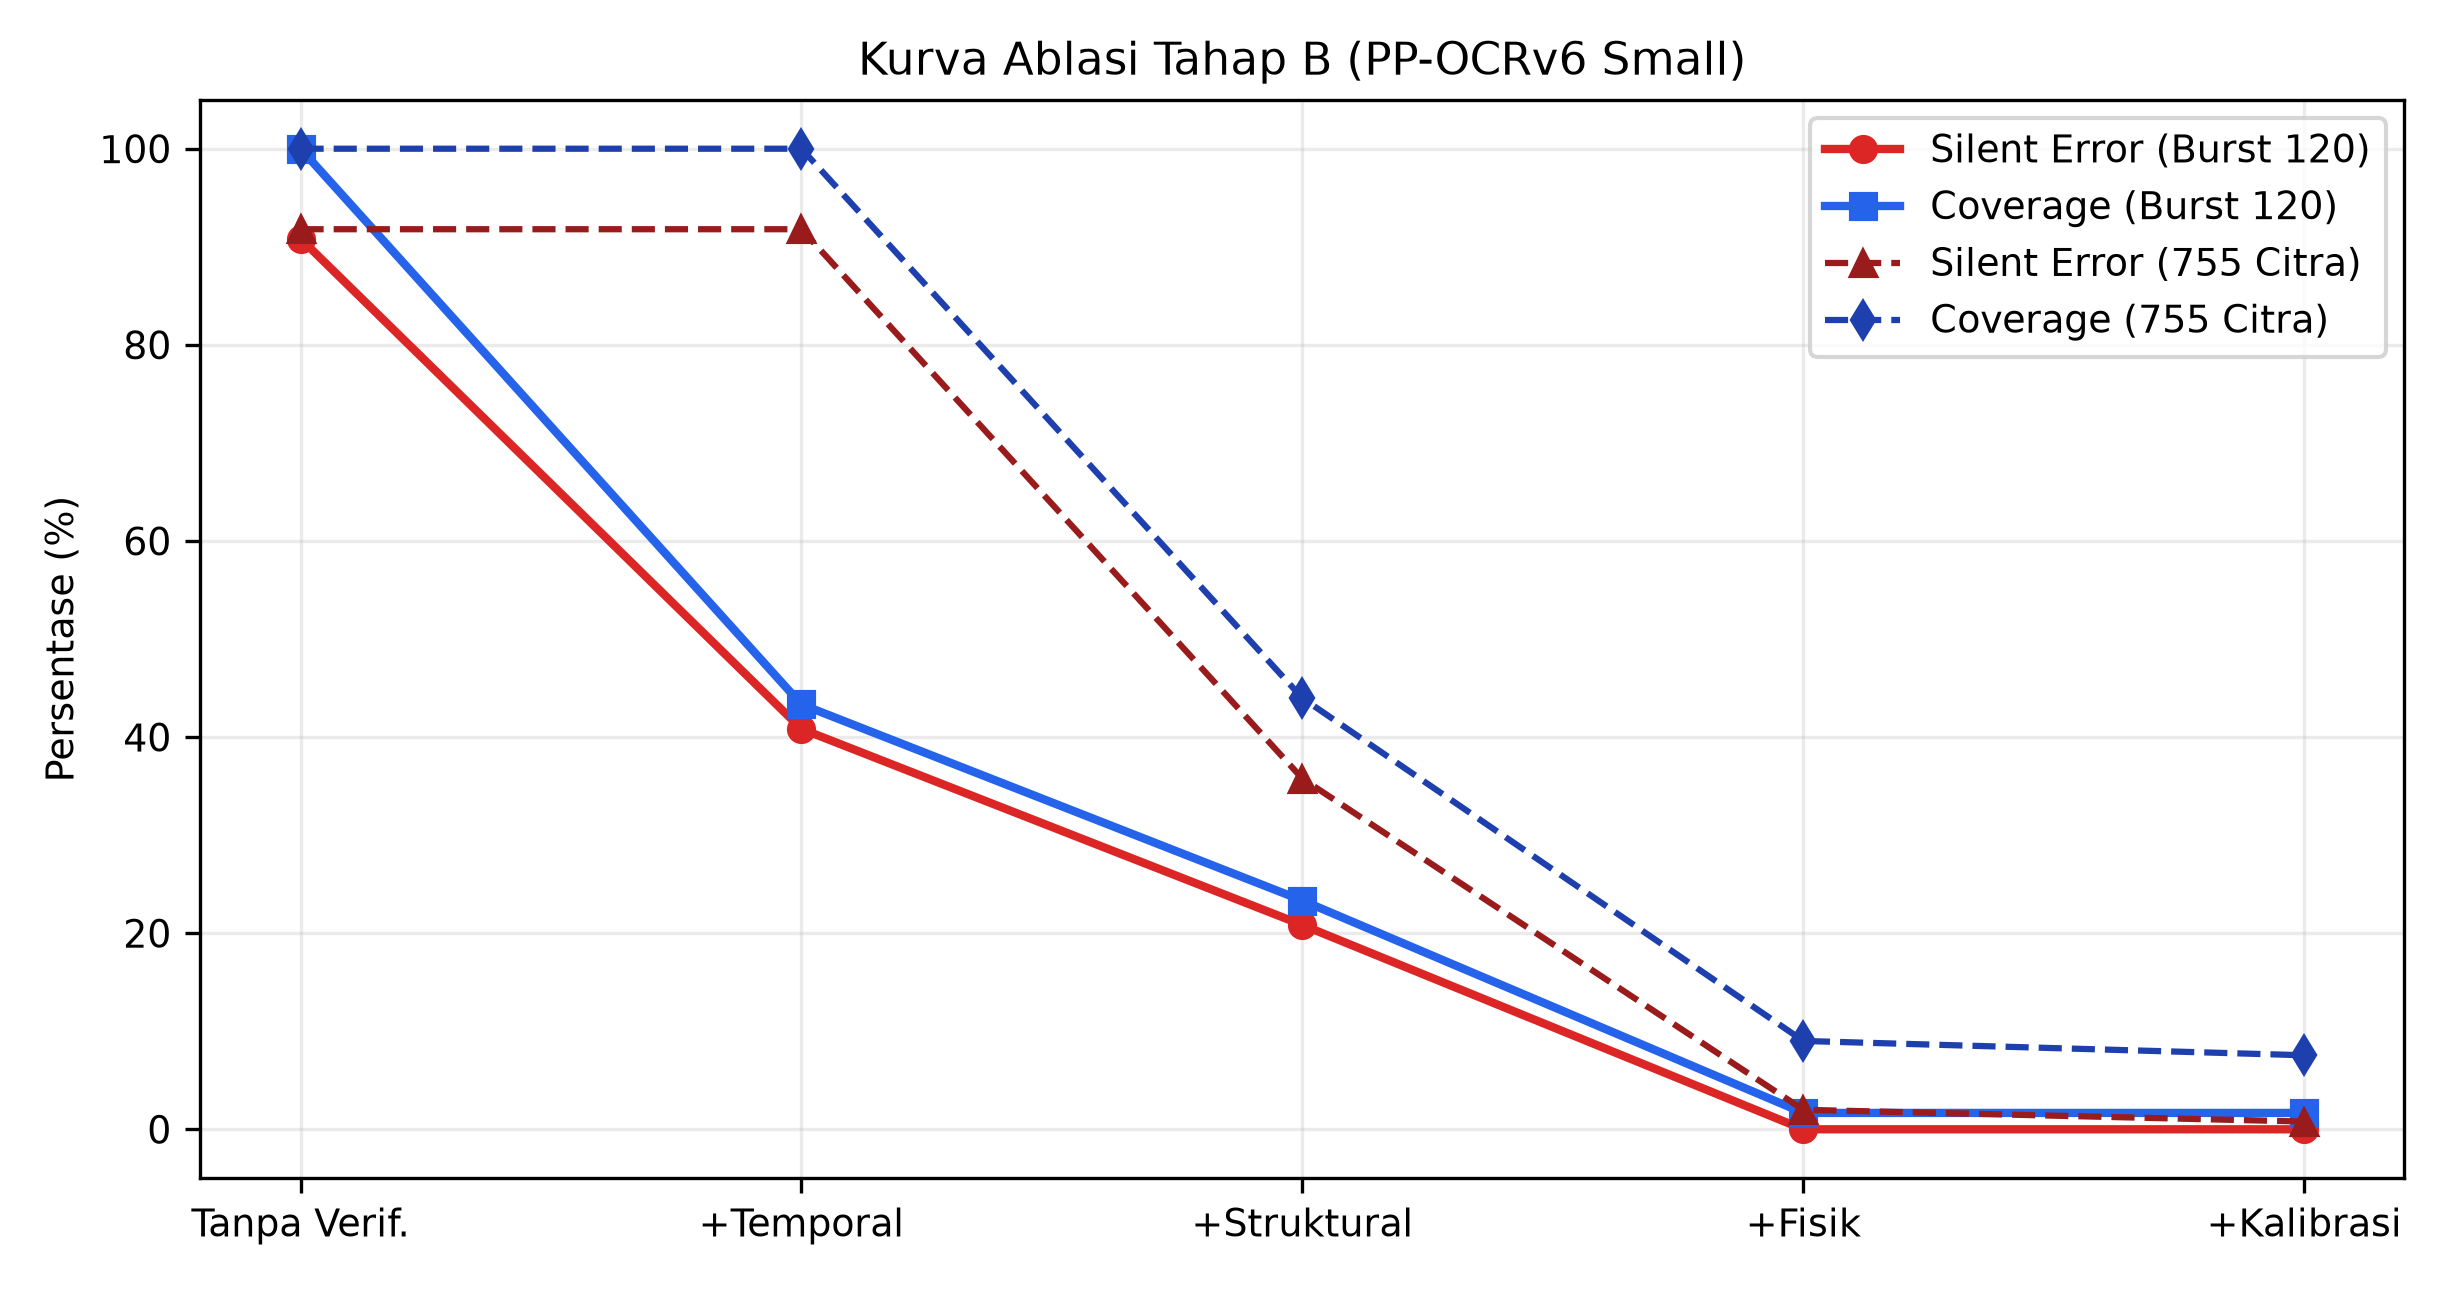 Kurva Ablasi Tahap B (PP-OCRv6 Small)
Silent Error (Burst 120)
Coverage (Burst 120)
Silent Error (755 Citra)
Coverage (755 Citra)
Persentase (%)
100
80
60
40
20
0
Tanpa Verif.
+Temporal
+Struktural
+Fisik
+Kalibrasi